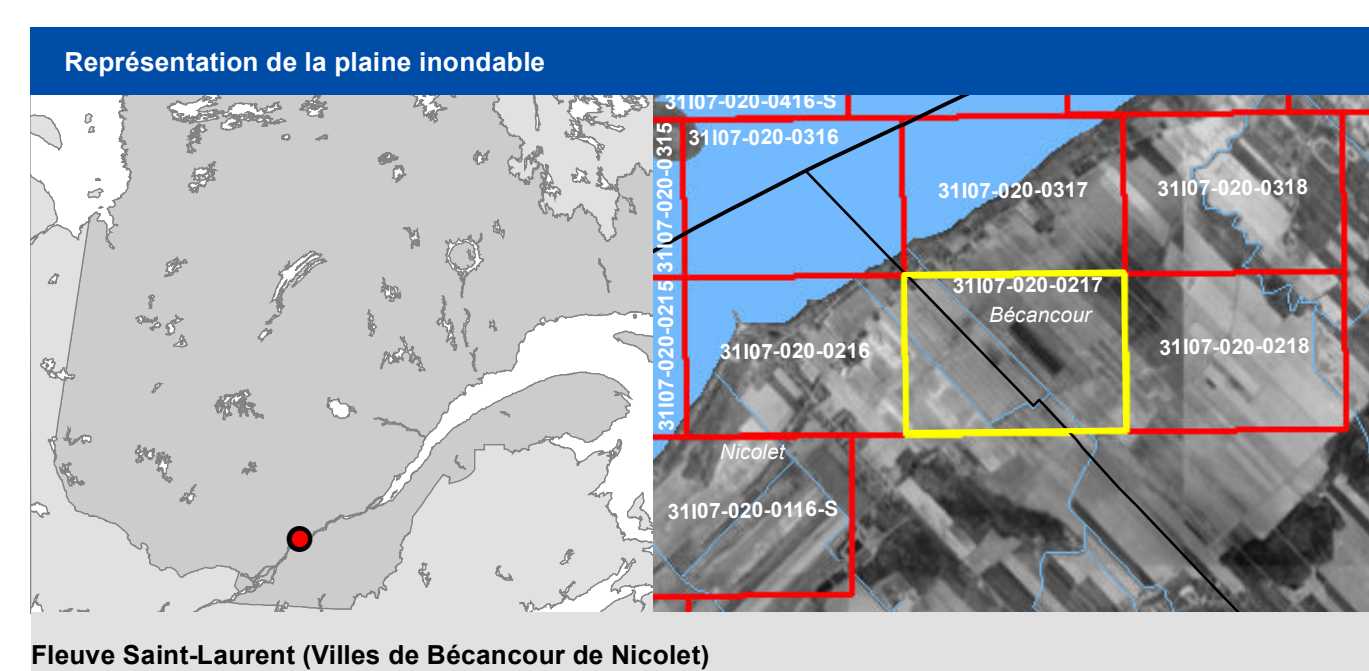 Représentation de la plaine inondable
31I07-020-0416-S
31I07-020-0315
31I07-020-0316
31I07-020-0317
31I07-020-0318
31I07-020-0215
31I07-020-0216
31I07-020-0217
Bécancour
31I07-020-0218
Nicolet
31I07-020-0116-S
Fleuve Saint-Laurent (Villes de Bécancour de Nicolet)